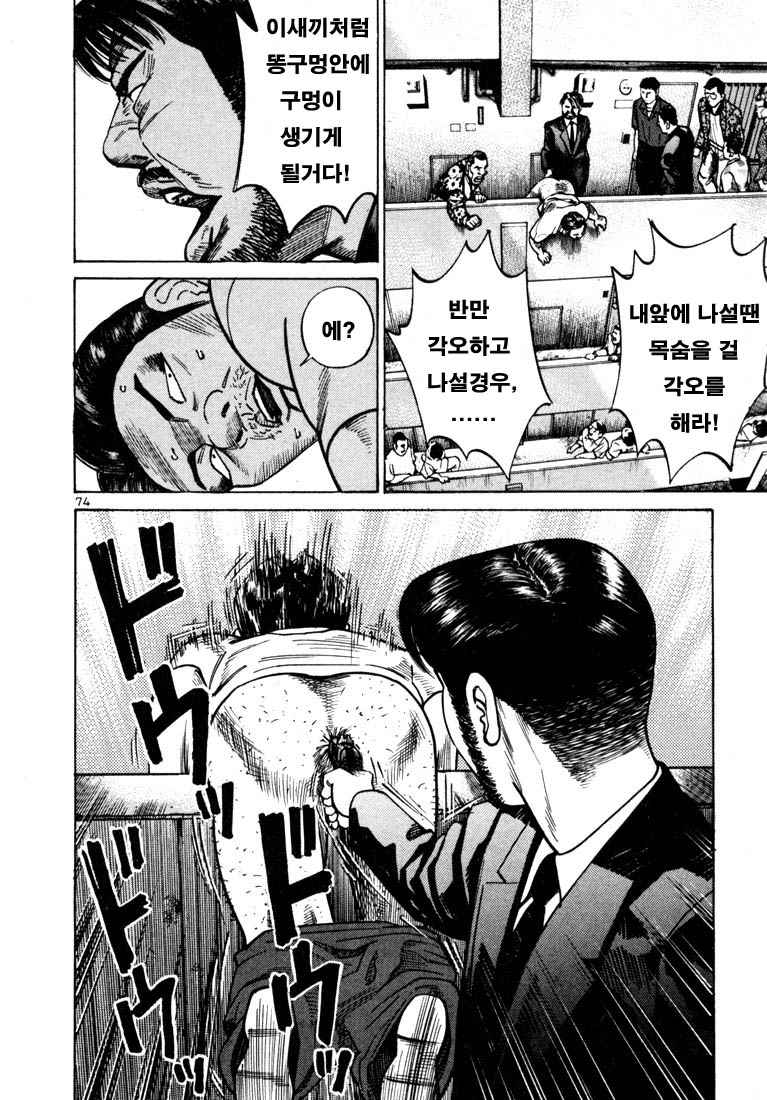 내앞에 나설땐
목숨을 걸
각오를
해라!
반만
각오하고
나설경우,
······
이새끼처럼
똥구멍안에
구멍이
생기게
될거다!
에?
74
ドゥッ
ドゥ
ドゥッ